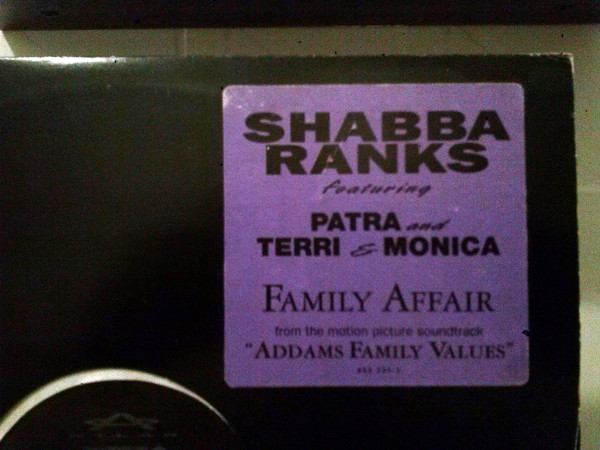 SHABBA
RANKS
featuring
PATRA and
TERRI & MONICA
FAMILY AFFAIR
from the motion picture soundtrack
"ADDAMS FAMILY VALUES"